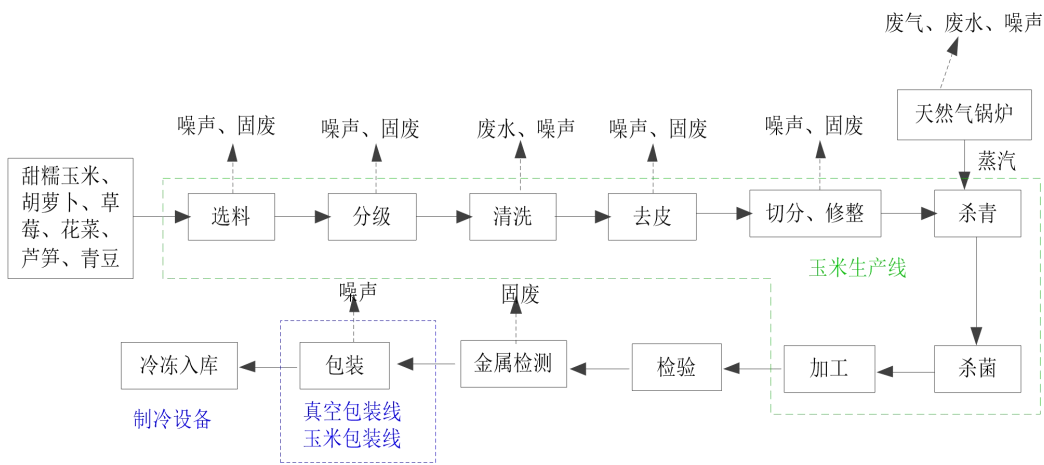 废气、废水、噪声
天然气锅炉
蒸汽
噪声、固废
噪声、固废
废水、噪声
噪声、固废
噪声、固废
甜糯玉米、
胡萝卜、草
莓、花菜、
芦笋、青豆
选料
分级
清洗
去皮
切分、修整
杀青
玉米生产线
噪声
固废
冷冻入库
包装
金属检测
检验
加工
杀菌
制冷设备
真空包装线
玉米包装线